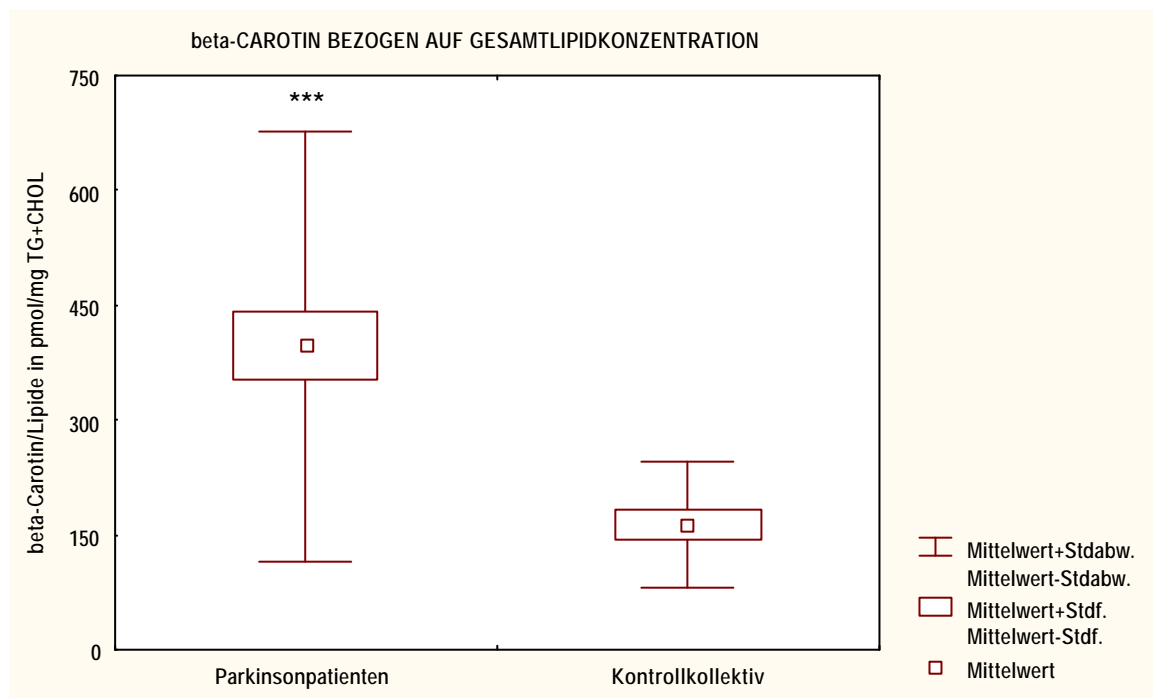 beta-CAROTIN BEZOGEN AUF GESAMTLIPIDKONZENTRATION
beta-Carotin/Lipide in pmol/mg TG+CHOL
750
600
450
300
150
0
***
Parkinsonpatienten
Kontrollkollektiv
Mittelwert+Stdabw.
Mittelwert-Stdabw.
Mittelwert+Stdf.
Mittelwert-Stdf.
Mittelwert